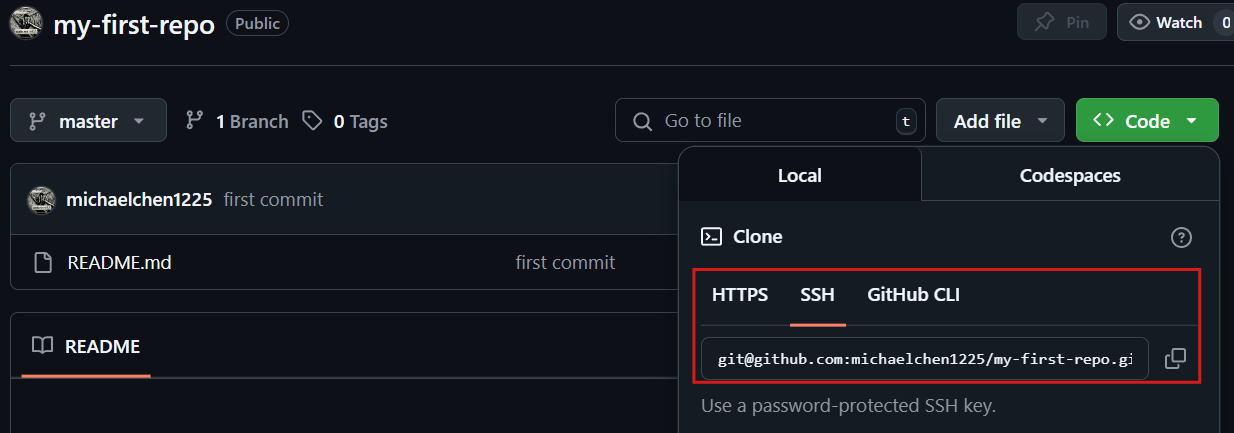 my-first-repo Public Pin Watch 0
master 1 Branch 0 Tags Go to file t Add file Code
Local Codespaces
michaelchen1225 first commit
Clone
README.md first commit
HTTPS SSH GitHub CLI
README
git@github.com:michaelchen1225/my-first-repo.gi
Use a password-protected SSH key.